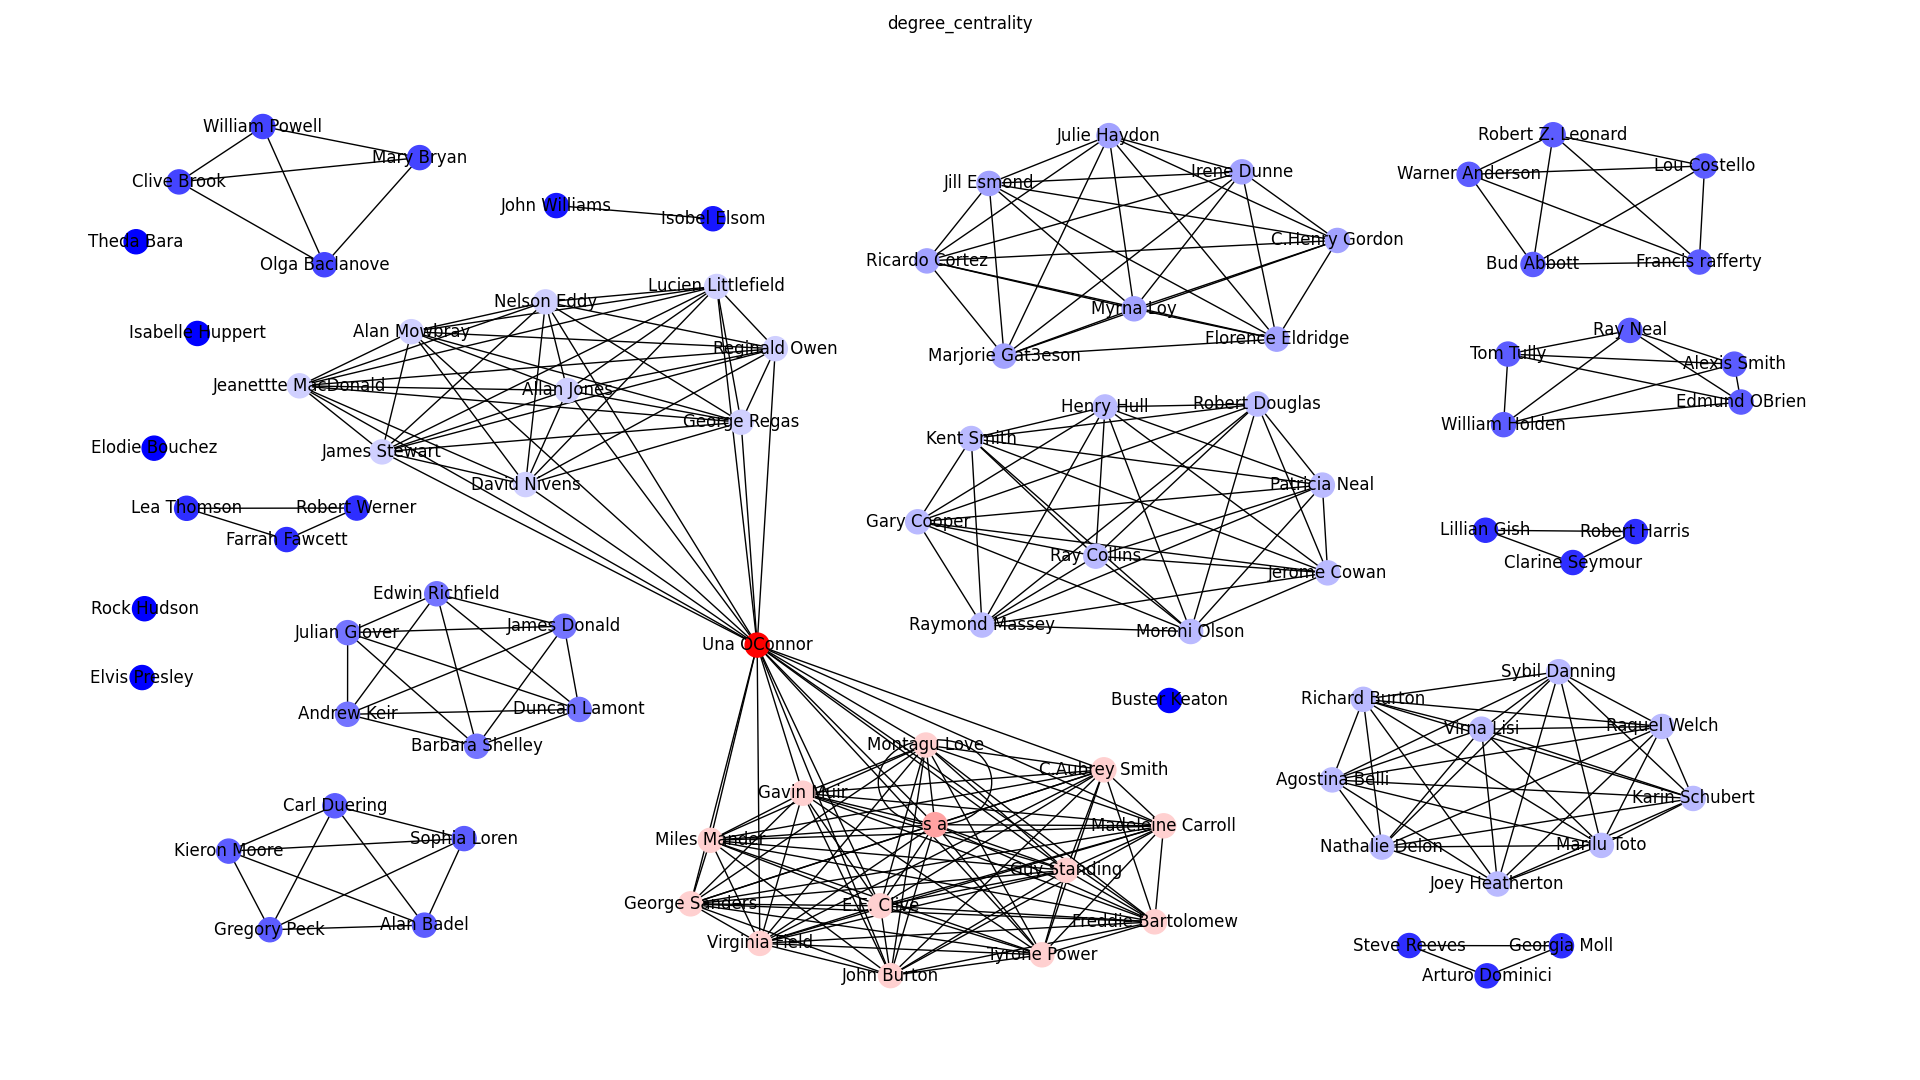 degree_centrality
William Powell
Mary Bryan
Clive Brook
Olga Baclanove
Theda Bara
John Williams
Isobel Elsom
Isabelle Huppert
Lucien Littlefield
Nelson Eddy
Alan Mowbray
Reginald Owen
Jeanettte MacDonald
Allan Jones
George Regas
James Stewart
David Nivens
Elodie Bouchez
Lea Thomson
Robert Werner
Farrah Fawcett
Rock Hudson
Elvis Presley
Edwin Richfield
Julian Glover
James Donald
Andrew Keir
Duncan Lamont
Barbara Shelley
Carl Duering
Kieron Moore
Sophia Loren
Gregory Peck
Alan Badel
Una OConnor
Julie Haydon
Jill Esmond
Irene Dunne
C.Henry Gordon
Ricardo Cortez
Myrna Loy
Florence Eldridge
Marjorie Gat3eson
Henry Hull
Robert Douglas
Kent Smith
Patricia Neal
Gary Cooper
Ray Collins
Jerome Cowan
Raymond Massey
Moroni Olson
Buster Keaton
Montagu Love
C.Aubrey Smith
Gavin Muir
s a
Madeleine Carroll
Miles Mander
Guy Standing
George Sanders
E.E. Clive
Freddie Bartolomew
Virginia Field
Tyrone Power
John Burton
Robert Z. Leonard
Lou Costello
Warner Anderson
Bud Abbott
Francis rafferty
Ray Neal
Tom Tully
Alexis Smith
Edmund OBrien
William Holden
Lillian Gish
Robert Harris
Clarine Seymour
Sybil Danning
Richard Burton
Virna Lisi
Raquel Welch
Agostina Belli
Karin Schubert
Nathalie Delon
Marilu Toto
Joey Heatherton
Steve Reeves
Georgia Moll
Arturo Dominici